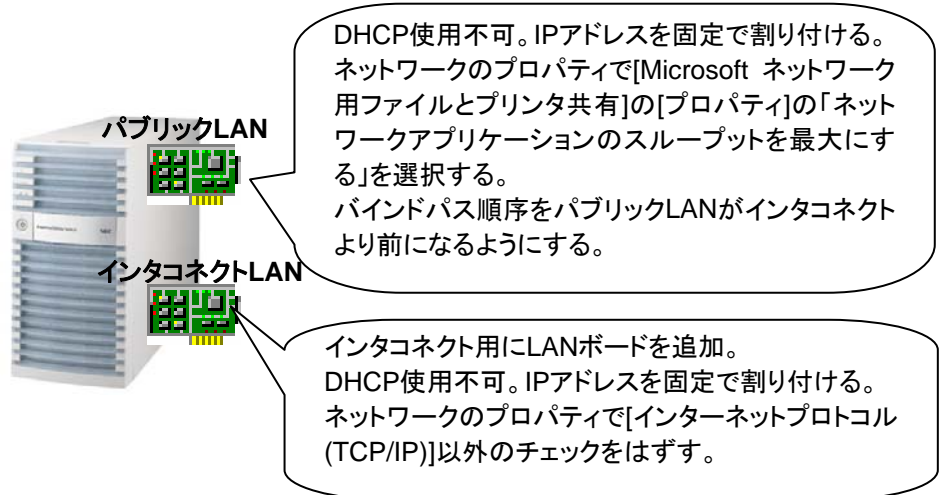 DHCP使用不可。IPアドレスを固定で割り付ける。
ネットワークのプロパティで[Microsoft ネットワーク
用ファイルとプリンタ共有]の[プロパティ]の「ネット
ワークアプリケーションのスループットを最大にす
る」を選択する。
バインドパス順序をパブリックLANがインタコネクト
より前になるようにする。
パブリックLAN
インタコネクトLAN
インタコネクト用にLANボードを追加。
DHCP使用不可。IPアドレスを固定で割り付ける。
ネットワークのプロパティで[インターネットプロトコル
(TCP/IP)]以外のチェックをはずす。